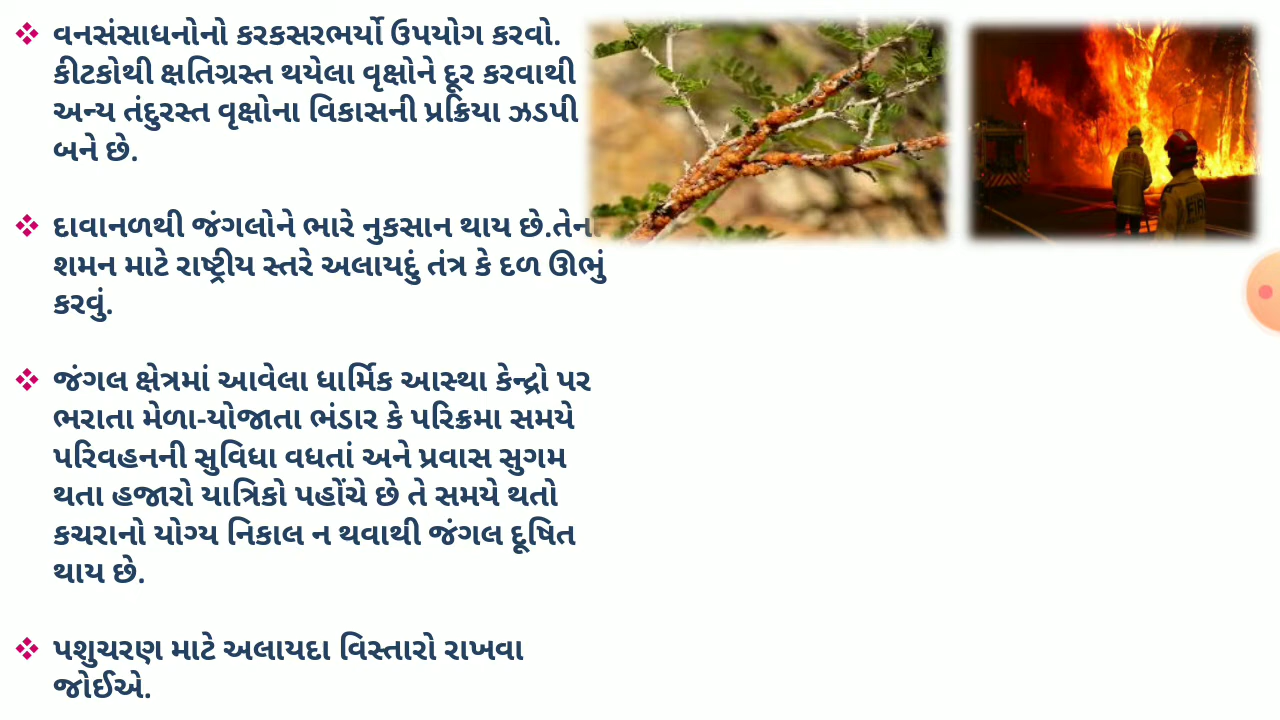 ❖ વનસંસાધનોનો કરકસરભર્યો ઉપયોગ કરવો.
કીટકોથી ક્ષતિગ્રસ્ત થયેલા વૃક્ષોને દૂર કરવાથી
અન્ય તંદુરસ્ત વૃક્ષોના વિકાસની પ્રક્રિયા ઝડપી
બને છે.
❖ દાવાનળથી જંગલોને ભારે નુકસાન થાય છે.તેના
શમન માટે રાષ્ટ્રીય સ્તરે અલાયદું તંત્ર કે દળ ઊભું
કરવું.
❖ જંગલ ક્ષેત્રમાં આવેલા ધાર્મિક આસ્થા કેન્દ્રો પર
ભરાતા મેળા-યોજાતા ભંડાર કે પરિક્રમા સમયે
પરિવહનની સુવિધા વધતાં અને પ્રવાસ સુગમ
થતા હજારો યાત્રિકો પહોંચે છે તે સમયે થતો
કચરાનો યોગ્ય નિકાલ ન થવાથી જંગલ દૂષિત
થાય છે.
❖ પશુચરણ માટે અલાયદા વિસ્તારો રાખવા
જોઈએ.
FIRE